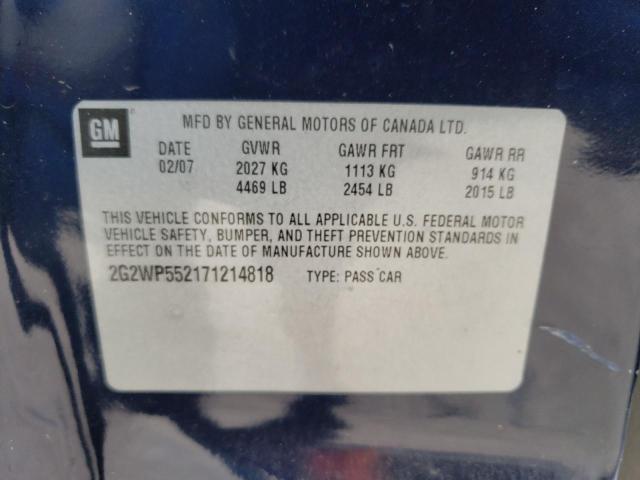 GM
MFD BY GENERAL MOTORS OF CANADA LTD.
DATE GVWR GAWR FRT GAWR RR
02/07 2027 KG 1113 KG 914 KG
4469 LB 2454 LB 2015 LB
THIS VEHICLE CONFORMS TO ALL APPLICABLE U.S. FEDERAL MOTOR
VEHICLE SAFETY, BUMPER, AND THEFT PREVENTION STANDARDS IN
EFFECT ON THE DATE OF MANUFACTURE SHOWN ABOVE.
2G2WP552171214818 TYPE: PASS CAR